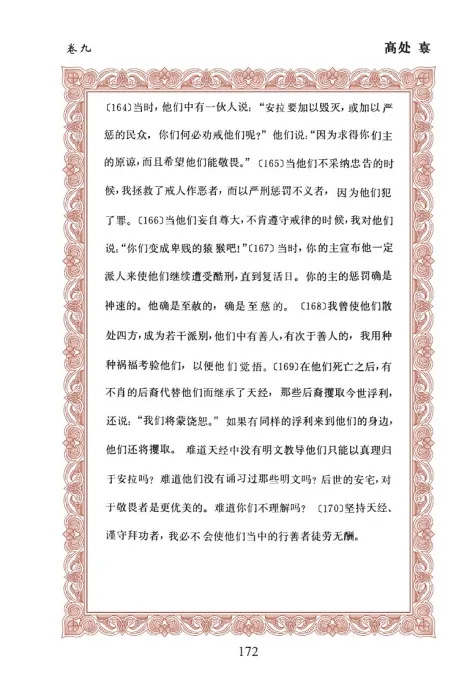 卷九
高处
〔164〕当时,他们中有一伙人说:“安拉要加以毁灭,或加以严
惩的民众,你们何必劝戒他们呢?”他们说:“因为求得你们主
的原谅,而且希望他们能敬畏。”〔165〕当他们不采纳忠告的时
候,我拯救了戒人作恶者,而以严刑惩罚不义者,因为他们犯
了罪。〔166〕当他们妄自尊大,不肯遵守戒律的时候,我对他们
说:“你们变成卑贱的猿猴吧!”〔167〕当时,你的主宣布他一定
派人来使他们继续遭受酷刑,直到复活日。你的主的惩罚确是
神速的。他确是至赦的,确是至慈的。〔168〕我曾使他们散
处四方,成为若干派别,他们中有善人,有次于善人的,我用种
种祸福考验他们,以便他们觉悟。〔169〕在他们死亡之后,有
不肖的后裔代替他们而继承了天经,那些后裔攫取今世浮利,
还说:“我们将蒙饶恕。”如果有同样的浮利来到他们的身边,
他们还将攫取。难道天经中没有明文教导他们只能以真理归
于安拉吗?难道他们没有诵习过那些明文吗?后世的安宅,对
于敬畏者是更优美的。难道你们不理解吗?〔170〕坚持天经、
谨守拜功者,我必不会使他们当中的行善者徒劳无酬。
172